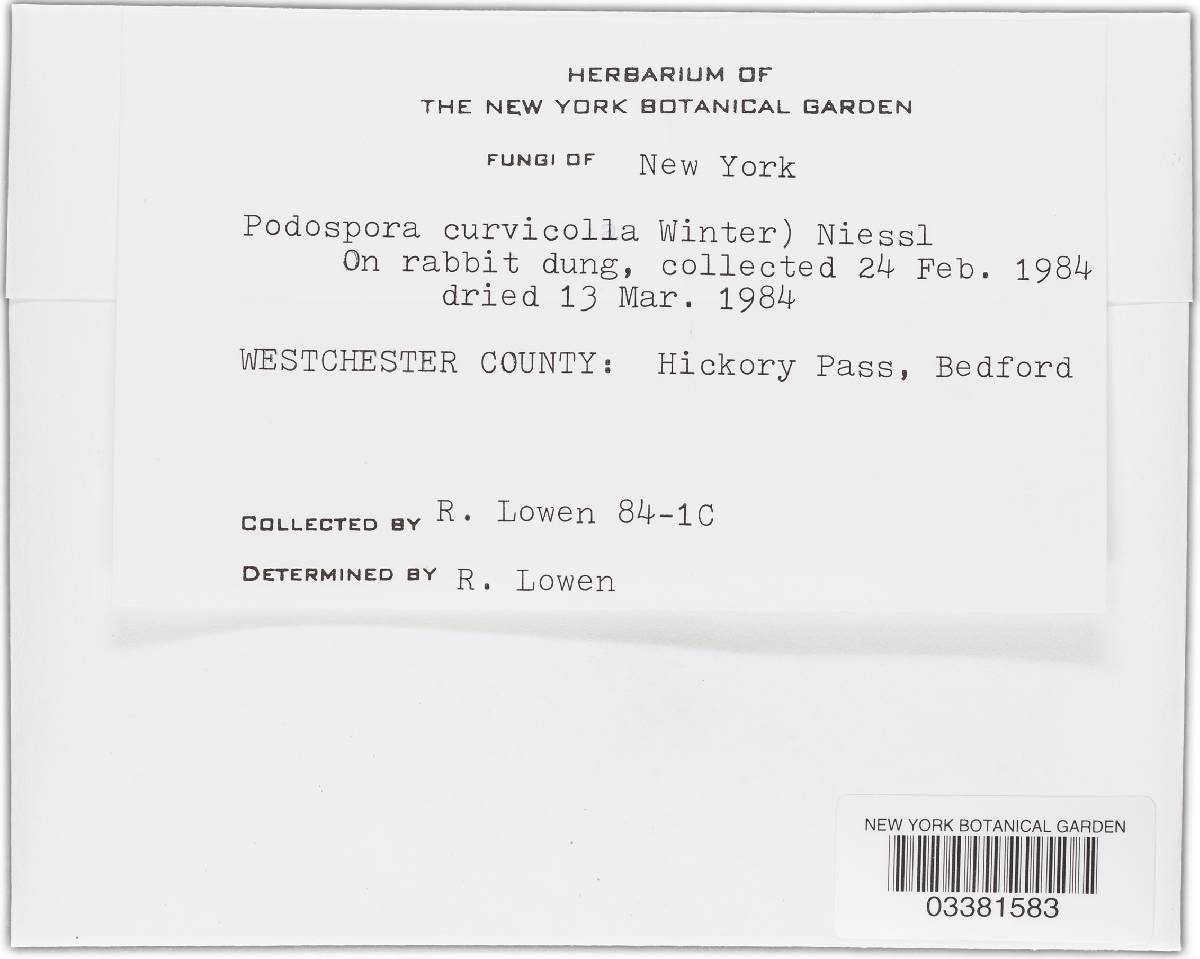 HERBARIUM OF
THE NEW YORK BOTANICAL GARDEN
FUNGI OF New York
Podospora curvicolla Winter) Niessl
On rabbit dung, collected 24 Feb. 1984
dried 13 Mar. 1984
WESTCHESTER COUNTY: Hickory Pass, Bedford
COLLECTED BY R. Lowen 84-1C
DETERMINED BY R. Lowen
NEW YORK BOTANICAL GARDEN
03381583